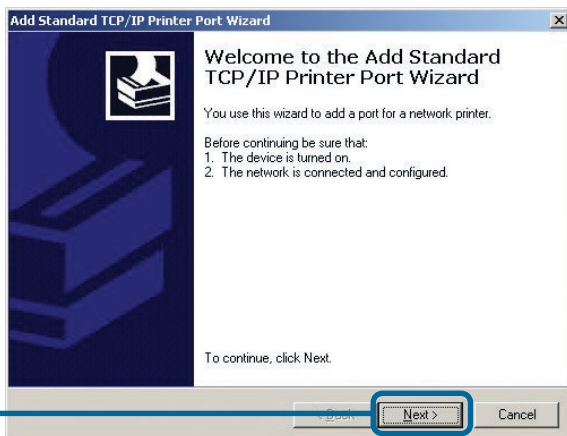 Add Standard TCP/IP Printer Port Wizard
Welcome to the Add Standard
TCP/IP Printer Port Wizard
You use this wizard to add a port for a network printer.
Before continuing be sure that:
1. The device is turned on.
2. The network is connected and configured.
To continue, click Next.
< Back Next > Cancel